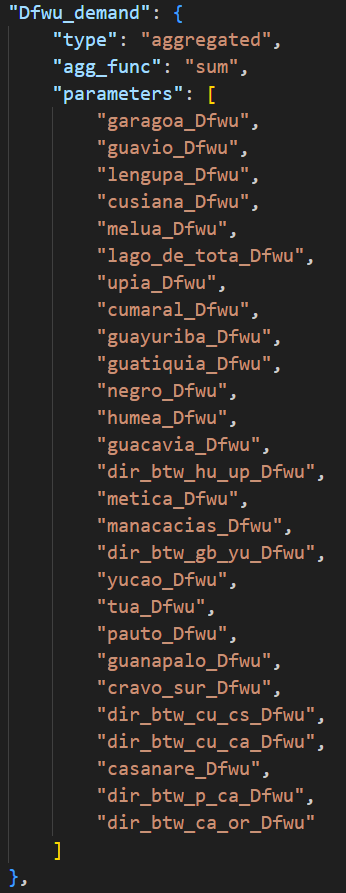 "Dfwu_demand": {
    "type": "aggregated",
    "agg_func": "sum",
    "parameters": [
        "garagoa_Dfwu",
        "guavio_Dfwu",
        "lengupa_Dfwu",
        "cusiana_Dfwu",
        "melua_Dfwu",
        "lago_de_tota_Dfwu",
        "upia_Dfwu",
        "cumaral_Dfwu",
        "guayuriba_Dfwu",
        "guatiquia_Dfwu",
        "negro_Dfwu",
        "humea_Dfwu",
        "guacavia_Dfwu",
        "dir_btw_hu_up_Dfwu",
        "metica_Dfwu",
        "manacacias_Dfwu",
        "dir_btw_gb_yu_Dfwu",
        "yucao_Dfwu",
        "tua_Dfwu",
        "pauto_Dfwu",
        "guanapalo_Dfwu",
        "cravo_sur_Dfwu",
        "dir_btw_cu_cs_Dfwu",
        "dir_btw_cu_ca_Dfwu",
        "casanare_Dfwu",
        "dir_btw_p_ca_Dfwu",
        "dir_btw_ca_or_Dfwu"
    ]
},